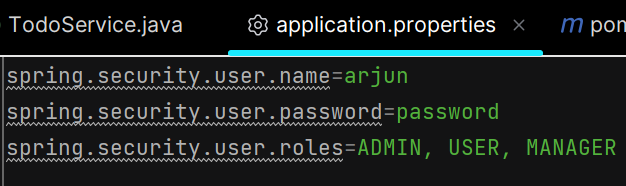 TodoService.java application.properties × m pon
spring.security.user.name=arjun
spring.security.user.password=password
spring.security.user.roles=ADMIN, USER, MANAGER